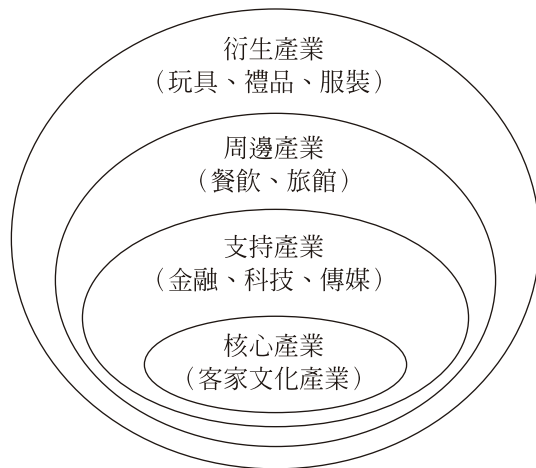 衍生產業
（玩具、禮品、服裝）
周邊產業
（餐飲、旅館）
支持產業
（金融、科技、傳媒）
核心產業
（客家文化產業）